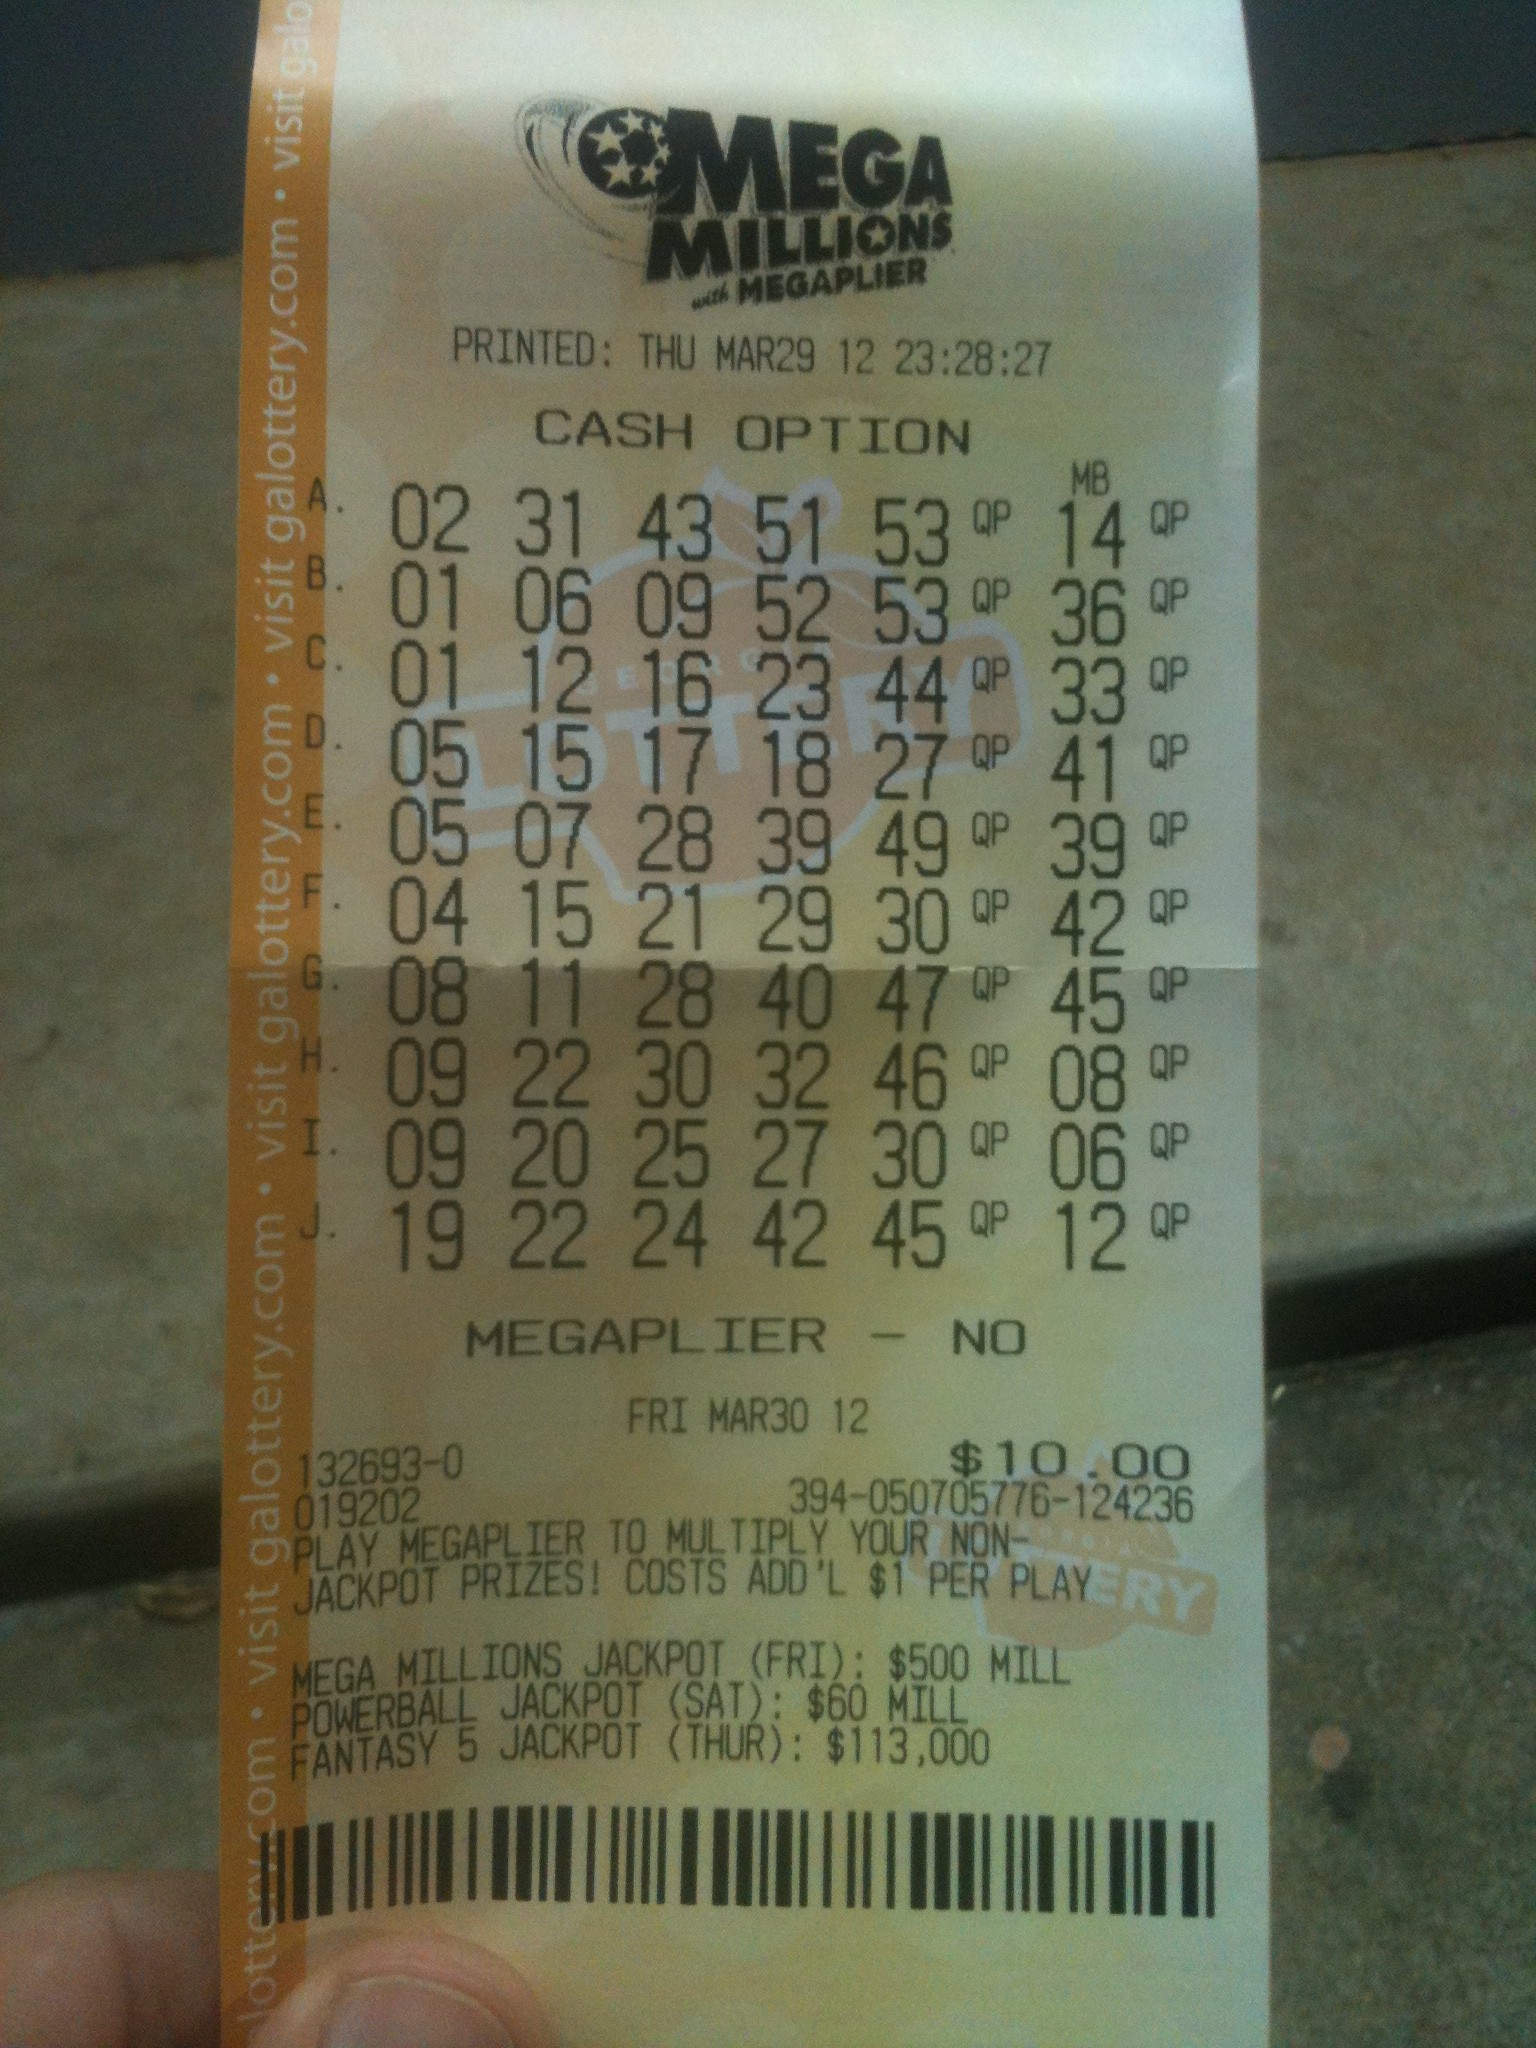 MEGA
MILLIONS
with MEGAPLIER
PRINTED: THU MAR29 12 23:28:27
CASH OPTION
MB
A. 02 31 43 51 53 QP 14 QP
B. 01 06 09 52 53 QP 36 QP
C. 01 12 16 23 44 QP 33 QP
D. 05 15 17 18 27 QP 41 QP
E. 05 07 28 39 49 QP 39 QP
F. 04 15 21 29 30 QP 42 QP
G. 08 11 28 40 47 QP 45 QP
H. 09 22 30 32 46 QP 08 QP
I. 09 20 25 27 30 QP 06 QP
J. 19 22 24 42 45 QP 12 QP
GEORGIA
LOTTERY
MEGAPLIER - NO
FRI MAR30 12
132693-0 $10.00
019202 394-050705776-124236
PLAY MEGAPLIER TO MULTIPLY YOUR NON-
JACKPOT PRIZES! COSTS ADD'L $1 PER PLAY
MEGA MILLIONS JACKPOT (FRI): $500 MILL
POWERBALL JACKPOT (SAT): $60 MILL
FANTASY 5 JACKPOT (THUR): $113,000
lottery.com • visit galottery.com • visit galottery.com • visit galottery.com • visit galottery.com • visit galo